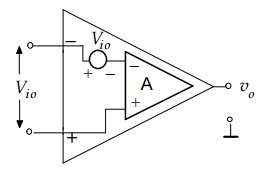 − V_io
+ −
− A
V_io v_o
+
+